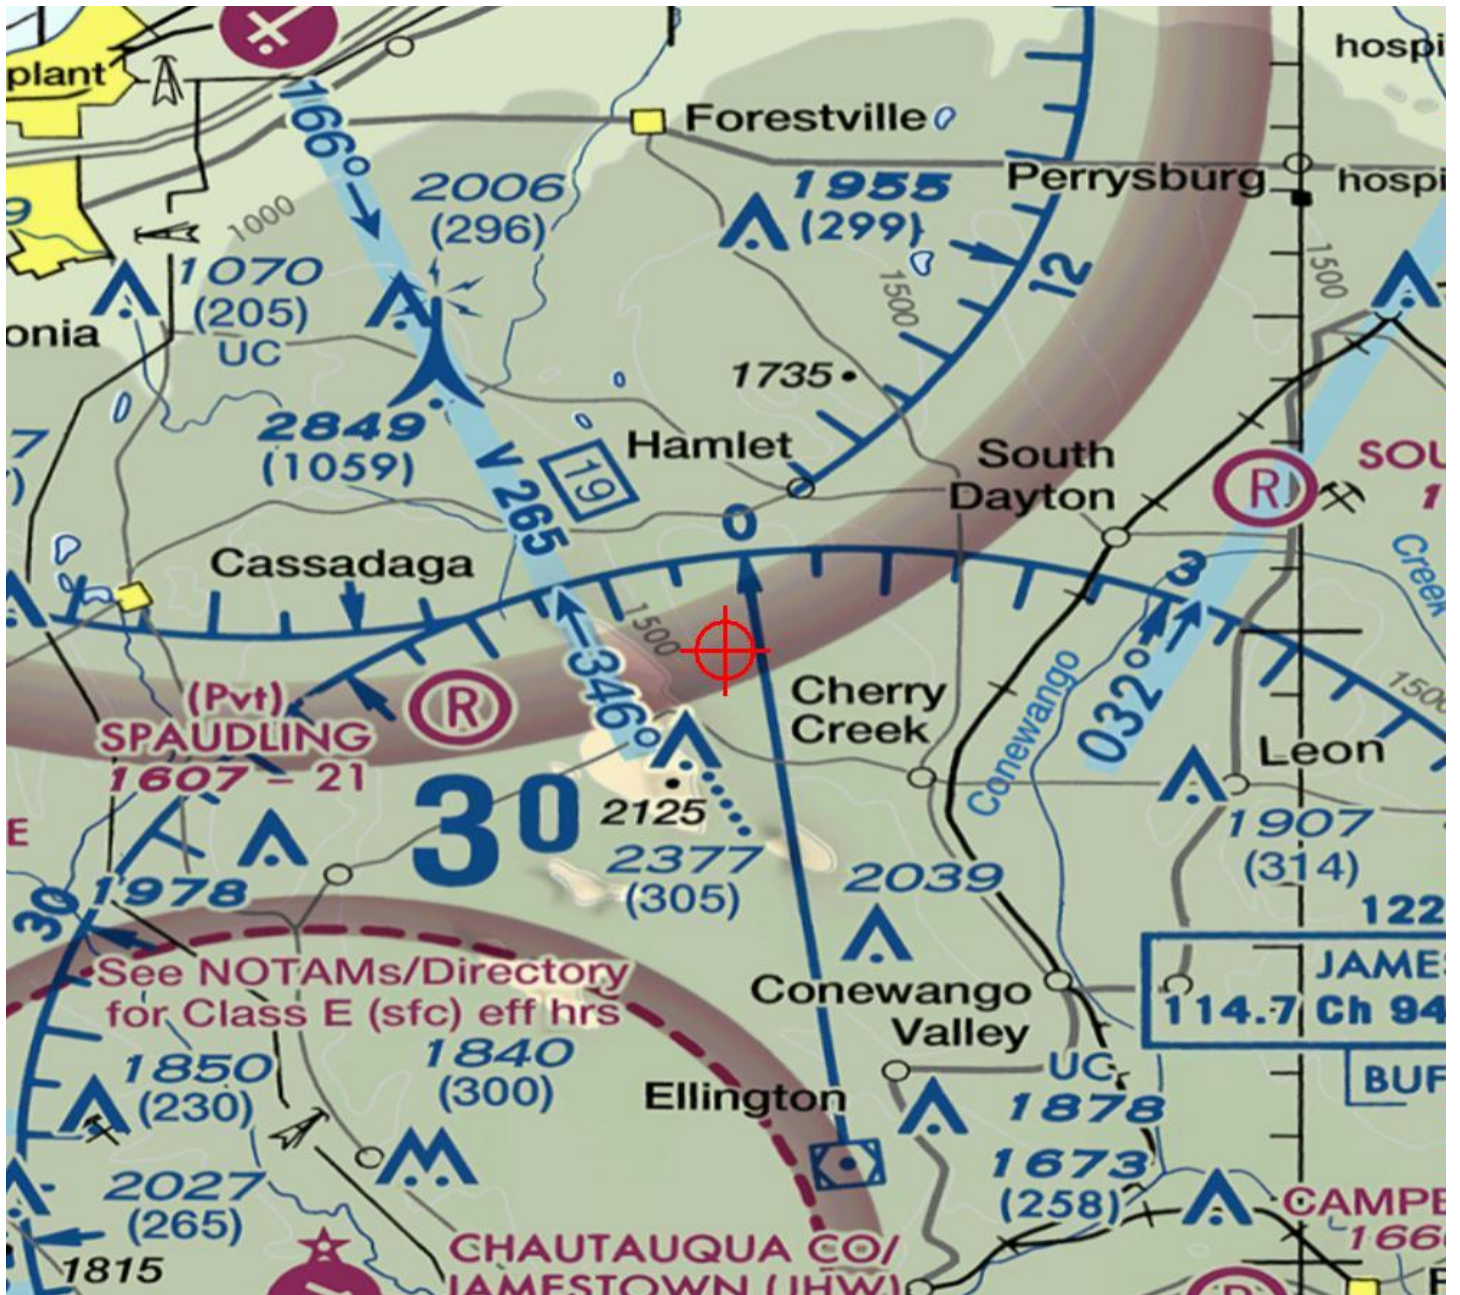 plant
hospi
Forestville
166°
2006
(296)
1955
(299)
Perrysburg
hospi
9
1000
1070
(205)
UC
1500
12
1500
onia
1735
2849
(1059)
7
)
V 265
19
Hamlet
South
Dayton
R
SOU
1
0
Cassadaga
3
Creek
1500
346°
(Pvt)
SPAUDLING
1607 - 21
R
Cherry
Creek
Conewango
032°
Leon
1500
30
2125
2377
(305)
E
1907
(314)
2039
30
1978
122
See NOTAMs/Directory
for Class E (sfc) eff hrs
Conewango
Valley
JAMES
114.7 Ch 94
1850
(230)
1840
(300)
Ellington
UC
1878
BUF
2027
(265)
1673
(258)
1815
CHAUTAUQUA CO/
JAMESTOWN (JHW)
CAMPE
166
R